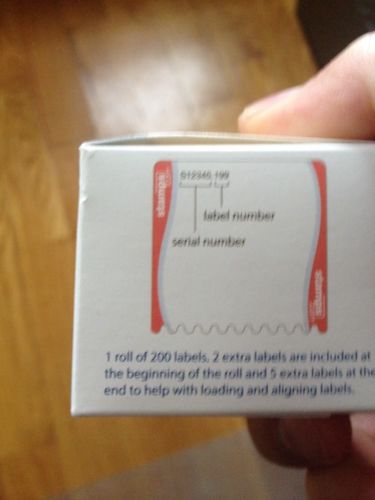 S12345 199
stamps
label number
serial number
stamps
1 roll of 200 labels, 2 extra labels are included at
the beginning of the roll and 5 extra labels at the
end to help with loading and aligning labels.